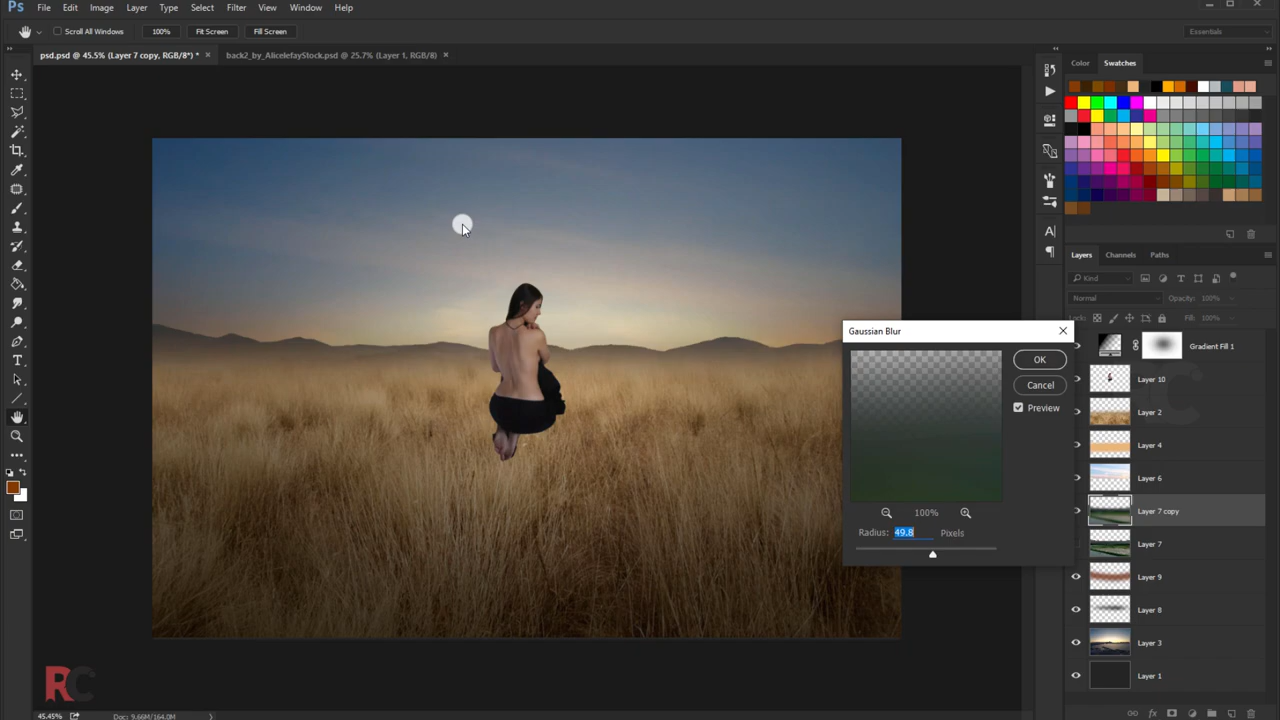 Ps File Edit Image Layer Type Select Filter View Window Help
Scroll All Windows 100% Fit Screen Fill Screen Essentials
psd.psd @ 45.5% (Layer 7 copy, RGB/8*) * × back2_by_AlicelefayStock.psd @ 25.7% (Layer 1, RGB/8) ×
Color Swatches
Layers Channels Paths
Kind
Normal Opacity: 100%
Lock: Fill: 100%
Gradient Fill 1
Layer 10
Layer 2
Layer 4
Layer 6
Layer 7 copy
Layer 7
Layer 9
Layer 8
Layer 3
Layer 1
Gaussian Blur
OK
Cancel
Preview
100%
Radius: 49.8 Pixels
RC
45.45% Doc: 9.66M/164.0M